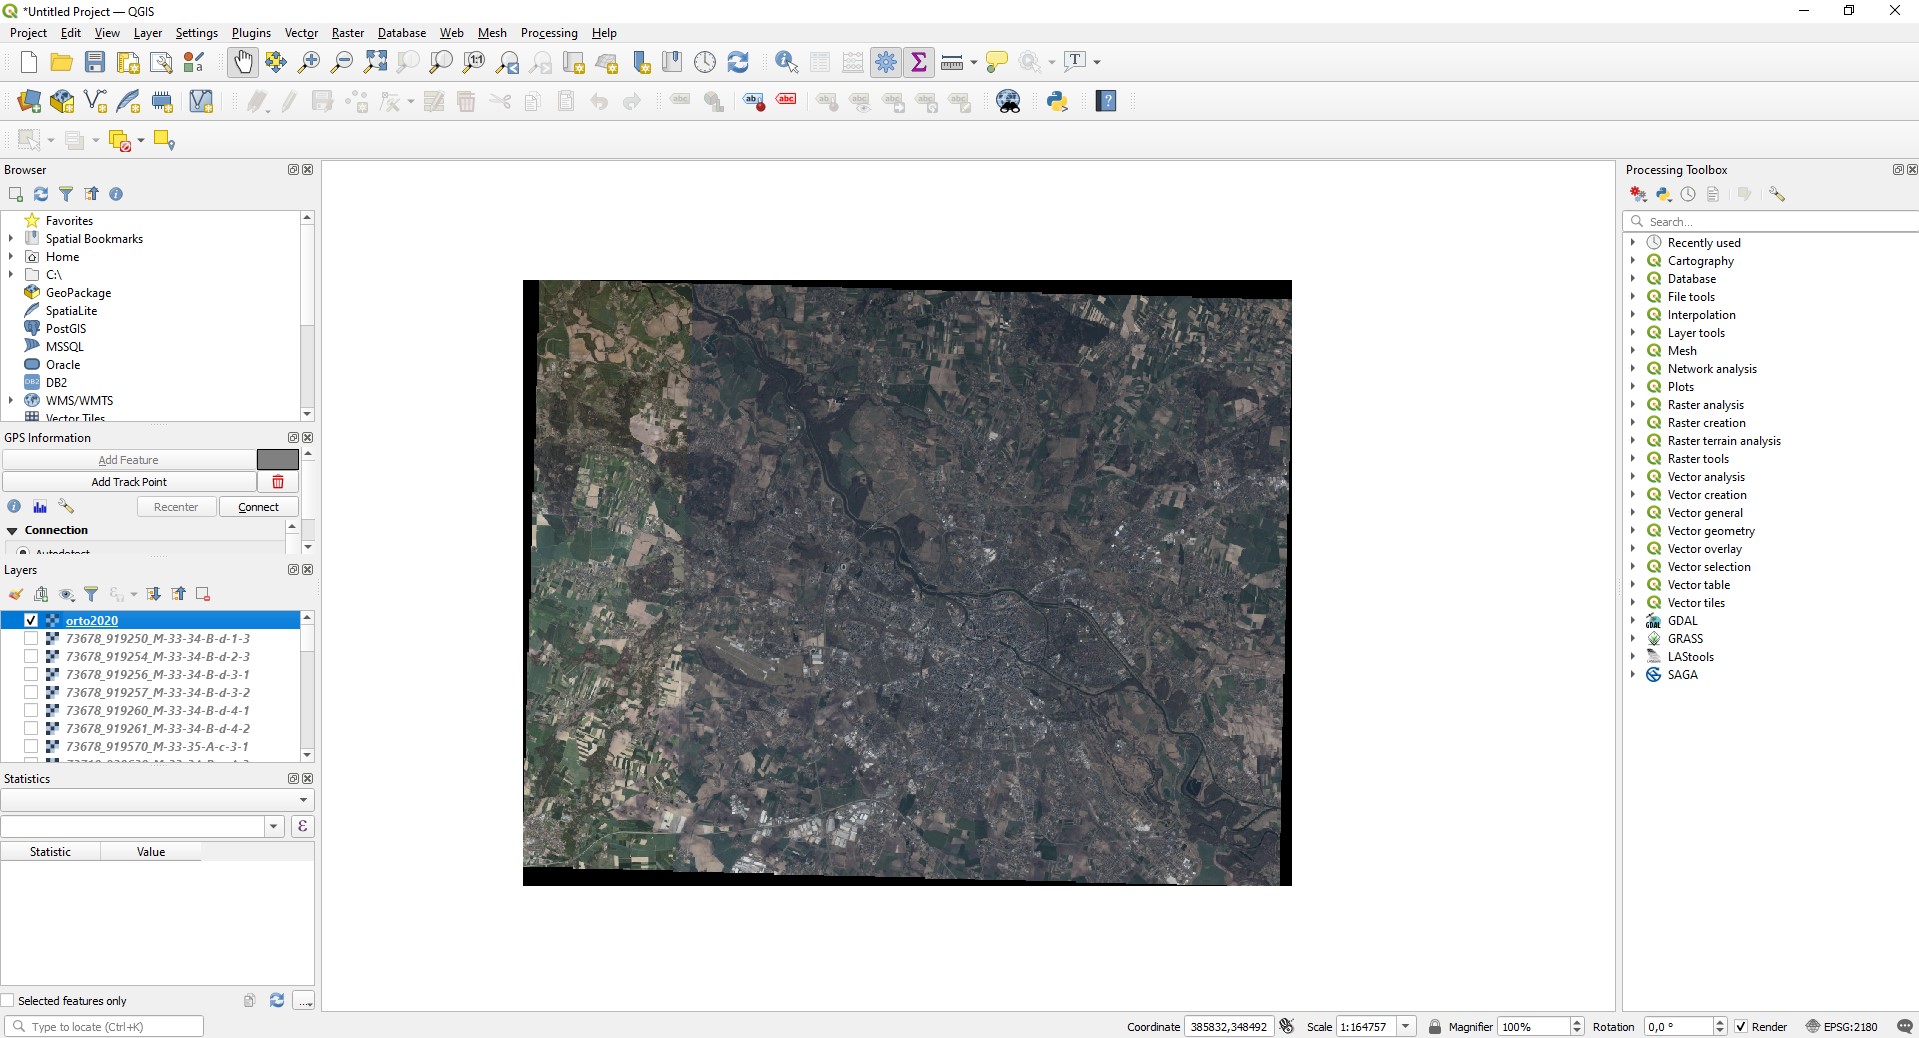 *Untitled Project — QGIS
Project Edit View Layer Settings Plugins Vector Raster Database Web Mesh Processing Help
Browser
Favorites
Spatial Bookmarks
Home
C:\
GeoPackage
SpatiaLite
PostGIS
MSSQL
Oracle
DB2
WMS/WMTS
Vector Tiles
GPS Information
Add Feature
Add Track Point
Recenter Connect
Connection
Autodetect
Layers
orto2020
73678_919250_M-33-34-B-d-1-3
73678_919254_M-33-34-B-d-2-3
73678_919256_M-33-34-B-d-3-1
73678_919257_M-33-34-B-d-3-2
73678_919260_M-33-34-B-d-4-1
73678_919261_M-33-34-B-d-4-2
73678_919570_M-33-35-A-c-3-1
Statistics
Statistic Value
Selected features only
Type to locate (Ctrl+K)
Processing Toolbox
Search...
Recently used
Cartography
Database
File tools
Interpolation
Layer tools
Mesh
Network analysis
Plots
Raster analysis
Raster creation
Raster terrain analysis
Raster tools
Vector analysis
Vector creation
Vector general
Vector geometry
Vector overlay
Vector selection
Vector table
Vector tiles
GDAL
GRASS
LAStools
SAGA
Coordinate 385832,348492 Scale 1:164757 Magnifier 100% Rotation 0,0 ° Render EPSG:2180